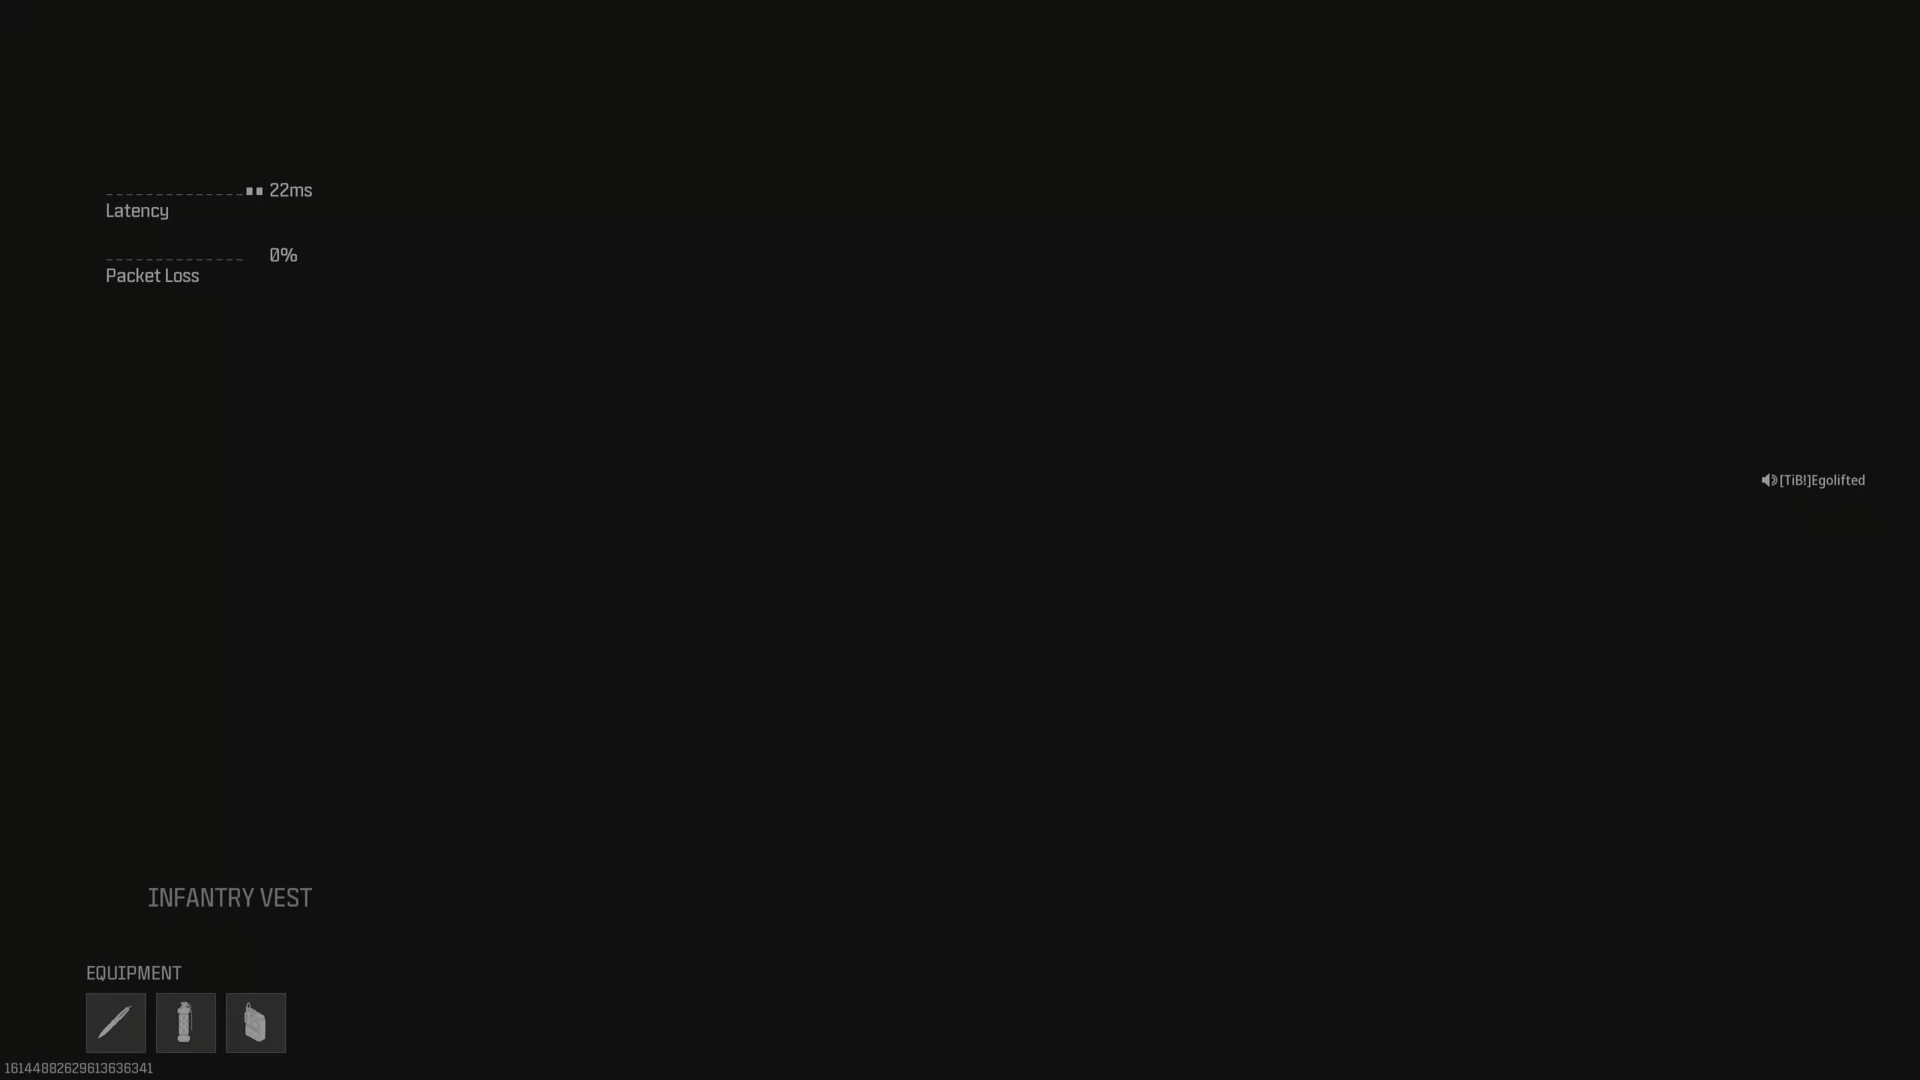 22ms
Latency
0%
Packet Loss
[TiB!]Egolifted
INFANTRY VEST
EQUIPMENT
16144882629613636341